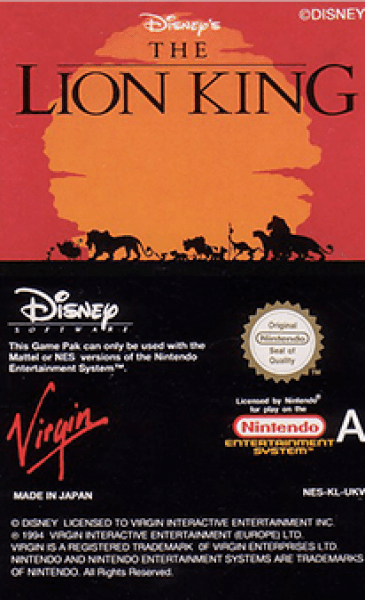 ©DISNEY
Disney's
THE
LION KING
Disney
SOFTWARE
This Game Pak can only be used with the
Mattel or NES versions of the Nintendo
Entertainment System™.
Original
Nintendo
Seal of
Quality
TM
Licensed by Nintendo®
for play on the
Nintendo
ENTERTAINMENT
SYSTEM™
A
Virgin
MADE IN JAPAN
NES-KL-UKV
© DISNEY LICENSED TO VIRGIN INTERACTIVE ENTERTAINMENT INC.
℗ 1994 VIRGIN INTERACTIVE ENTERTAINMENT (EUROPE) LTD.
VIRGIN IS A REGISTERED TRADEMARK OF VIRGIN ENTERPRISES LTD.
NINTENDO AND NINTENDO ENTERTAINMENT SYSTEMS ARE TRADEMARKS
OF NINTENDO. All Rights Reserved.